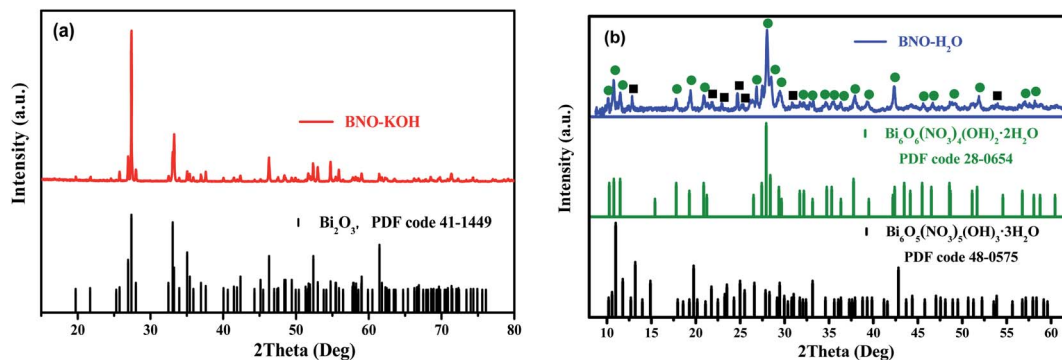 (a)
BNO-KOH
Bi₂O₃, PDF code 41-1449
Intensity (a.u.)
20 30 40 50 60 70 80
2Theta (Deg)
(b)
BNO-H₂O
Bi₆O₆(NO₃)₄(OH)₂·2H₂O
PDF code 28-0654
Bi₆O₅(NO₃)₅(OH)₃·3H₂O
PDF code 48-0575
Intensity (a.u.)
10 15 20 25 30 35 40 45 50 55 60
2Theta (Deg)